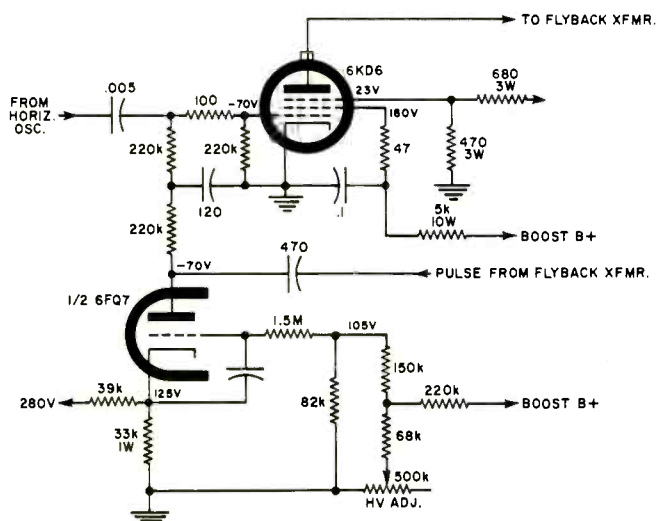 TO FLYBACK XFMR.
6KD6
.005
FROM
HORIZ.
OSC.
100
-70V
23V
160V
680
3W
220k
220k
47
470
3W
120
.1
5k
10W
BOOST B+
220k
-70V
470
PULSE FROM FLYBACK XFMR.
1/2 6FQ7
1.5M
105V
150k
39k
280V
125V
82k
220k
BOOST B+
33k
1W
68k
500k
HV ADJ.